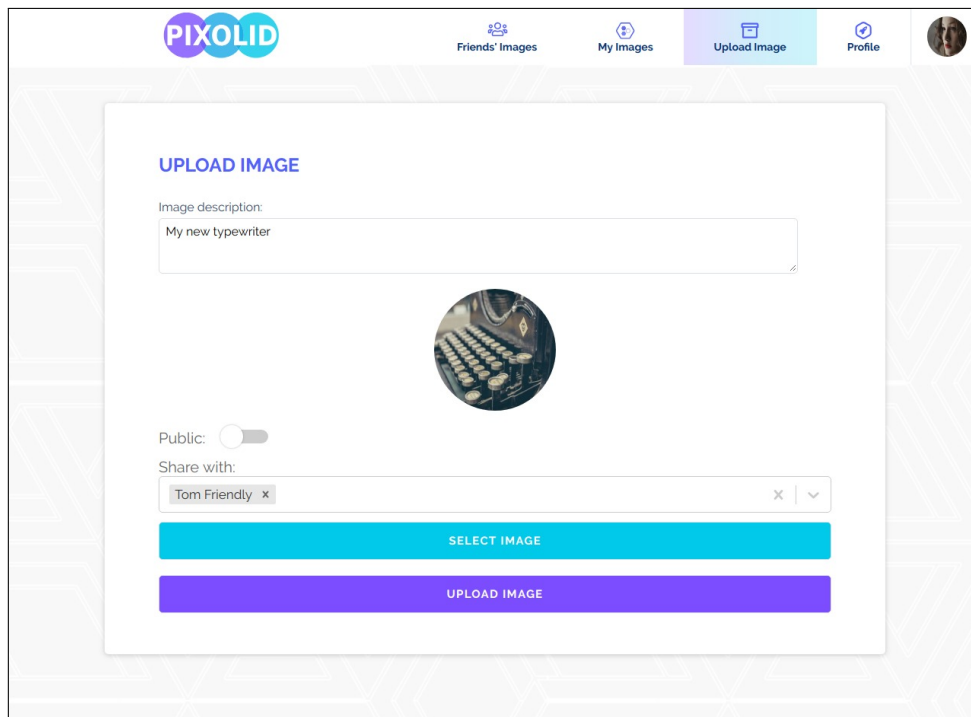 PIXOLID
Friends' Images
My Images
Upload Image
Profile
UPLOAD IMAGE
Image description:
My new typewriter
Public:
Share with:
Tom Friendly x
SELECT IMAGE
UPLOAD IMAGE